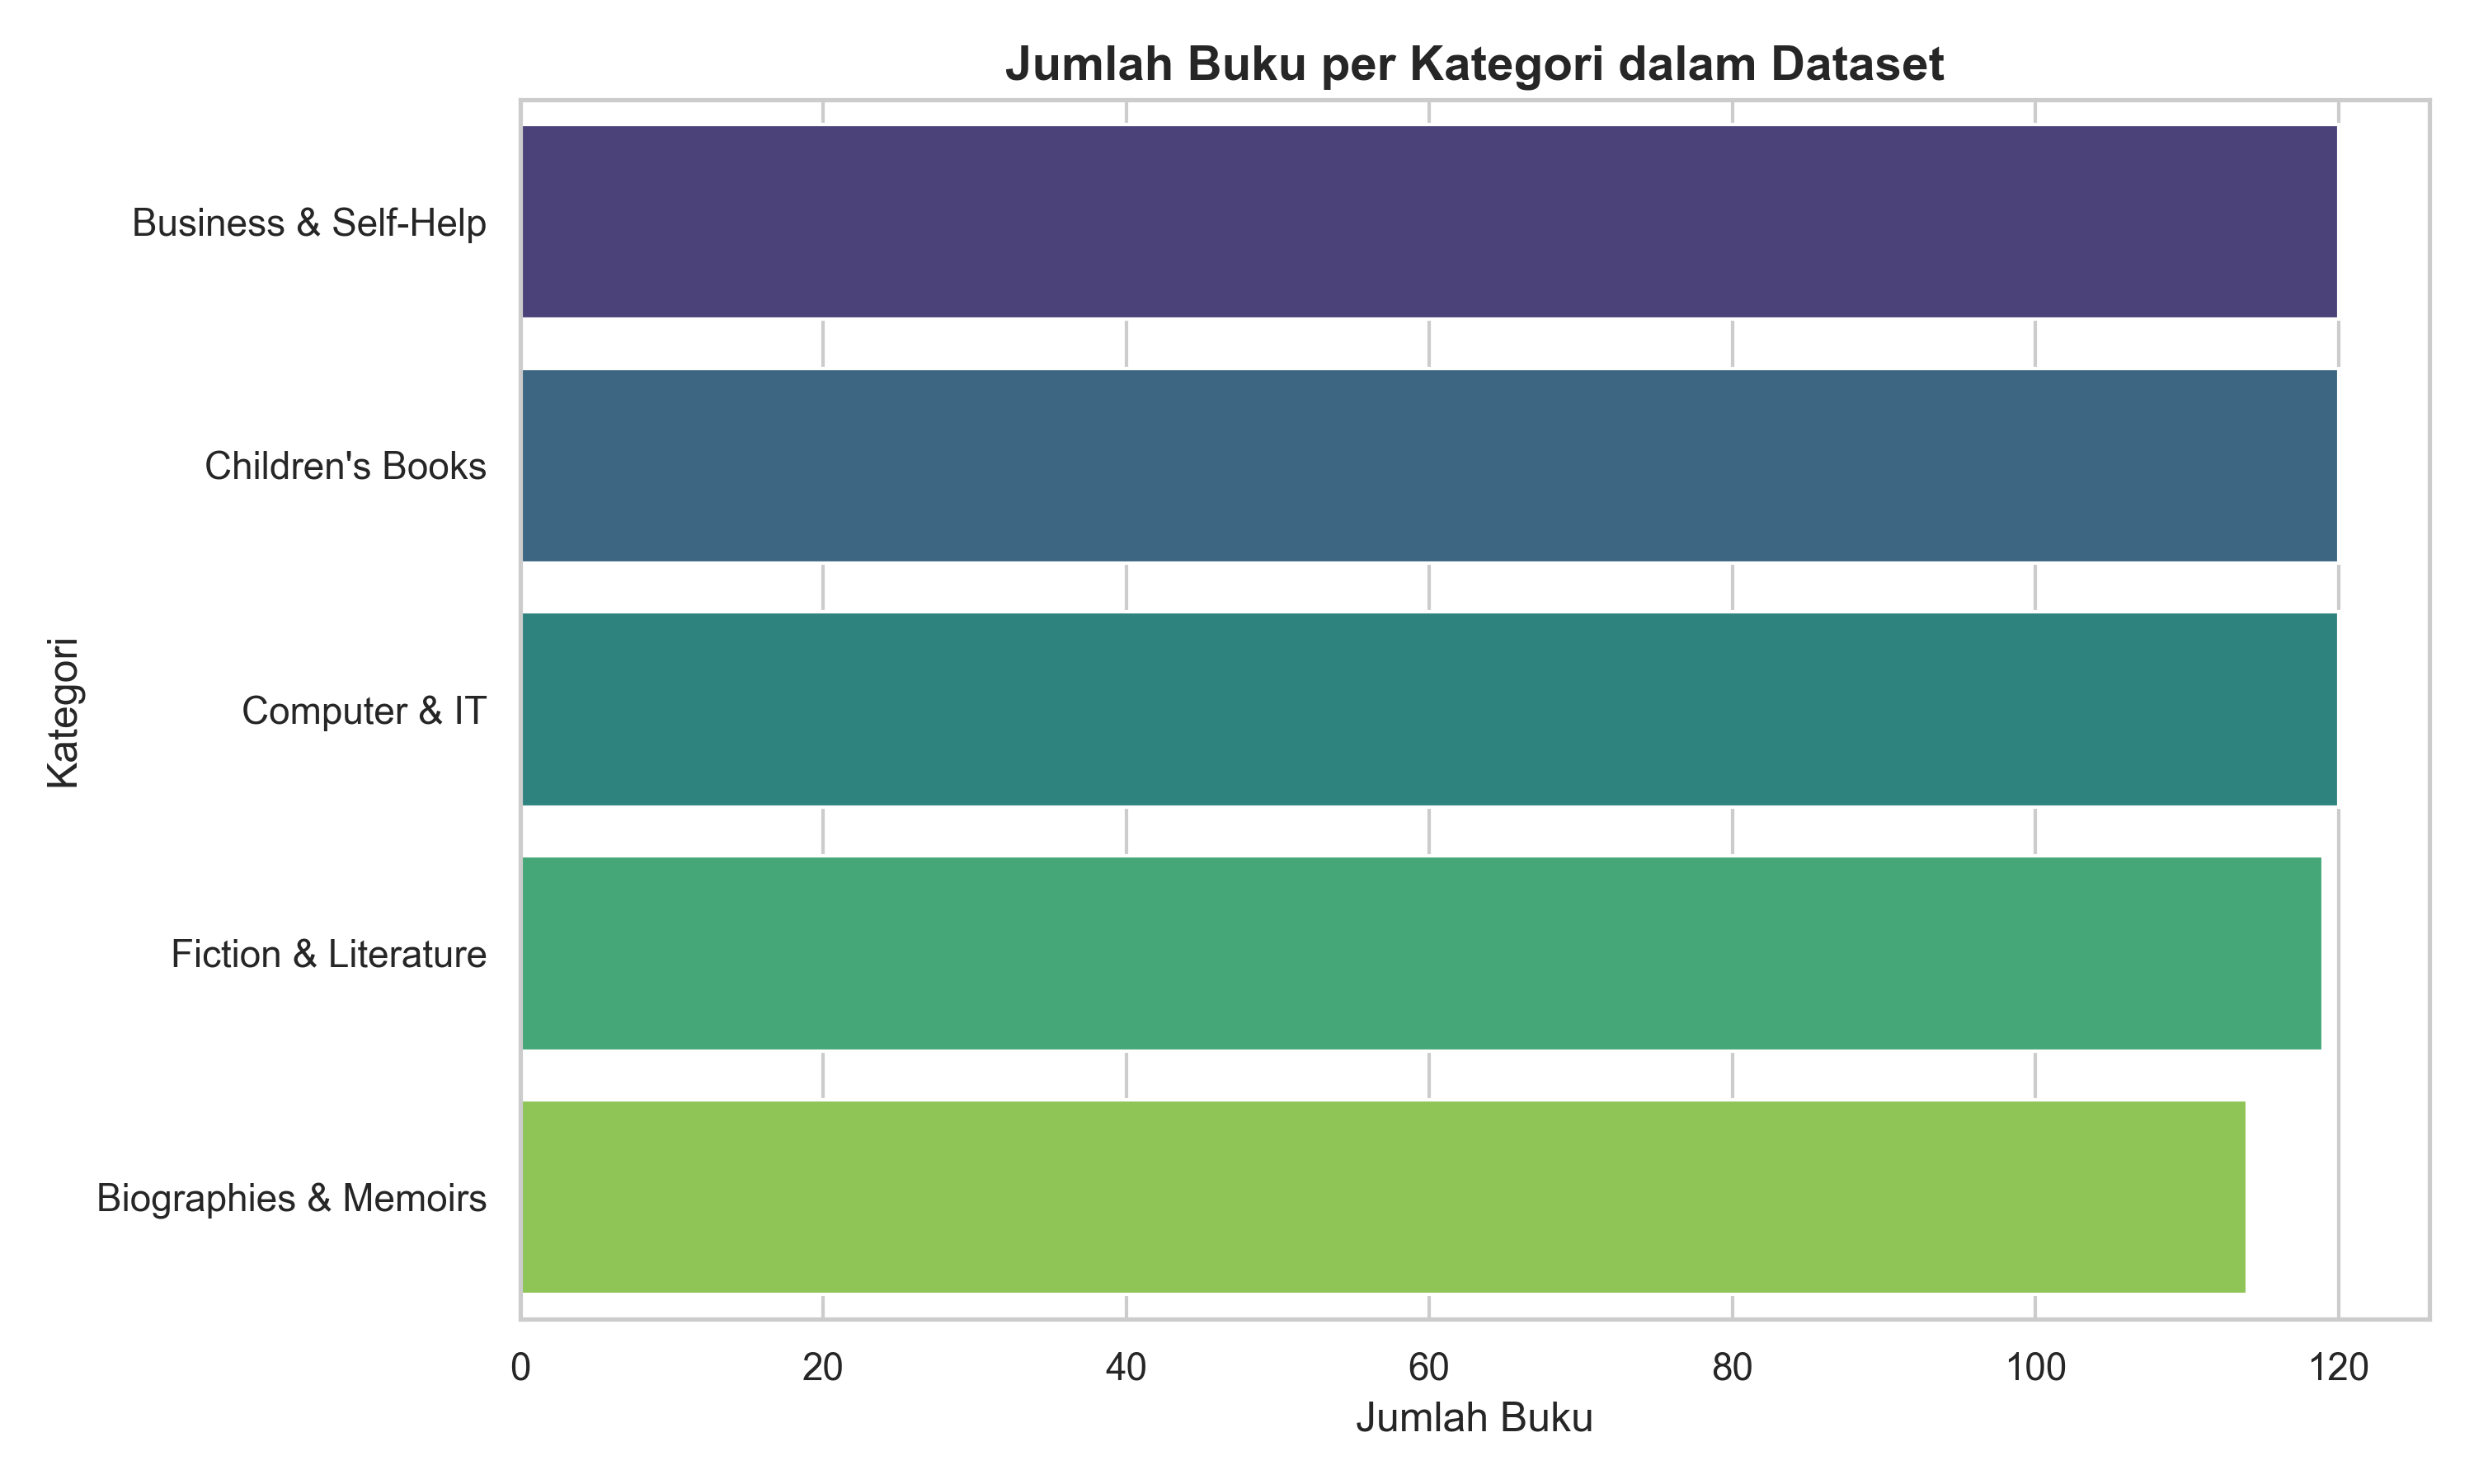 Jumlah Buku per Kategori dalam Dataset
Business & Self-Help
Children's Books
Computer & IT
Fiction & Literature
Biographies & Memoirs
Kategori
0 20 40 60 80 100 120
Jumlah Buku